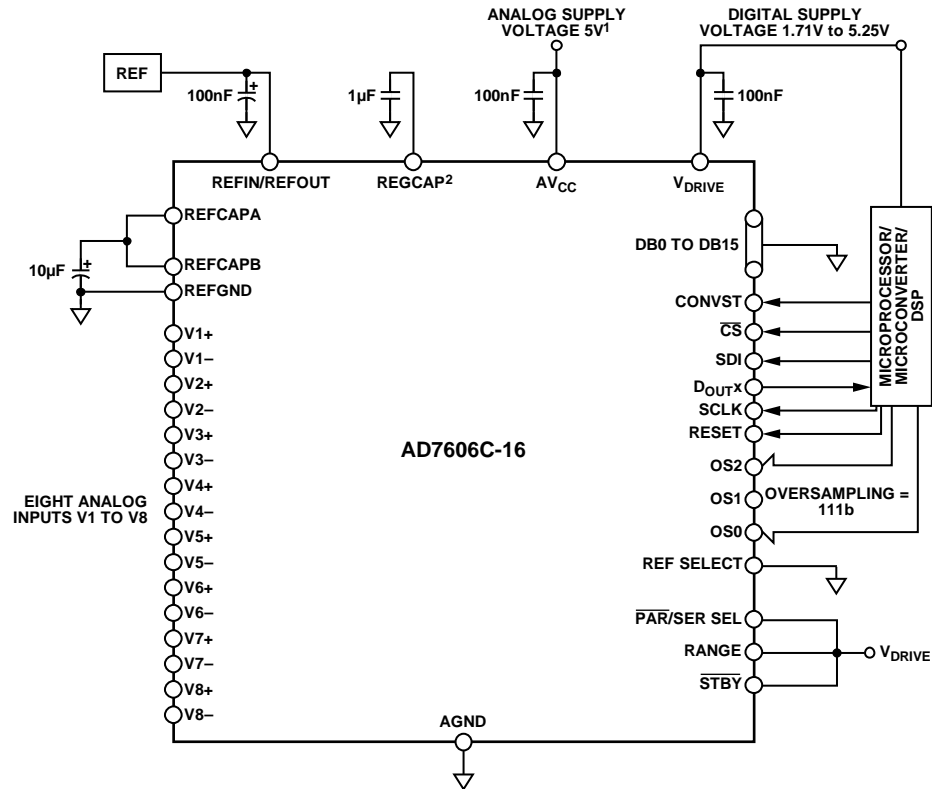 ANALOG SUPPLY
VOLTAGE 5V¹
DIGITAL SUPPLY
VOLTAGE 1.71V to 5.25V
REF
100nF
+
1µF
100nF
100nF
REFIN/REFOUT
REGCAP²
AVCC
VDRIVE
REFCAPA
REFCAPB
REFGND
10µF
+
V1+
V1–
V2+
V2–
V3+
V3–
V4+
V4–
V5+
V5–
V6+
V6–
V7+
V7–
V8+
V8–
EIGHT ANALOG
INPUTS V1 TO V8
AD7606C-16
DB0 TO DB15
CONVST
C̅S̅
SDI
DOUTx
SCLK
RESET
OS2
OS1
OS0
OVERSAMPLING =
111b
REF SELECT
P̅A̅R̅/SER SEL
RANGE
S̅T̅B̅Y̅
VDRIVE
MICROPROCESSOR/
MICROCONVERTER/
DSP
AGND